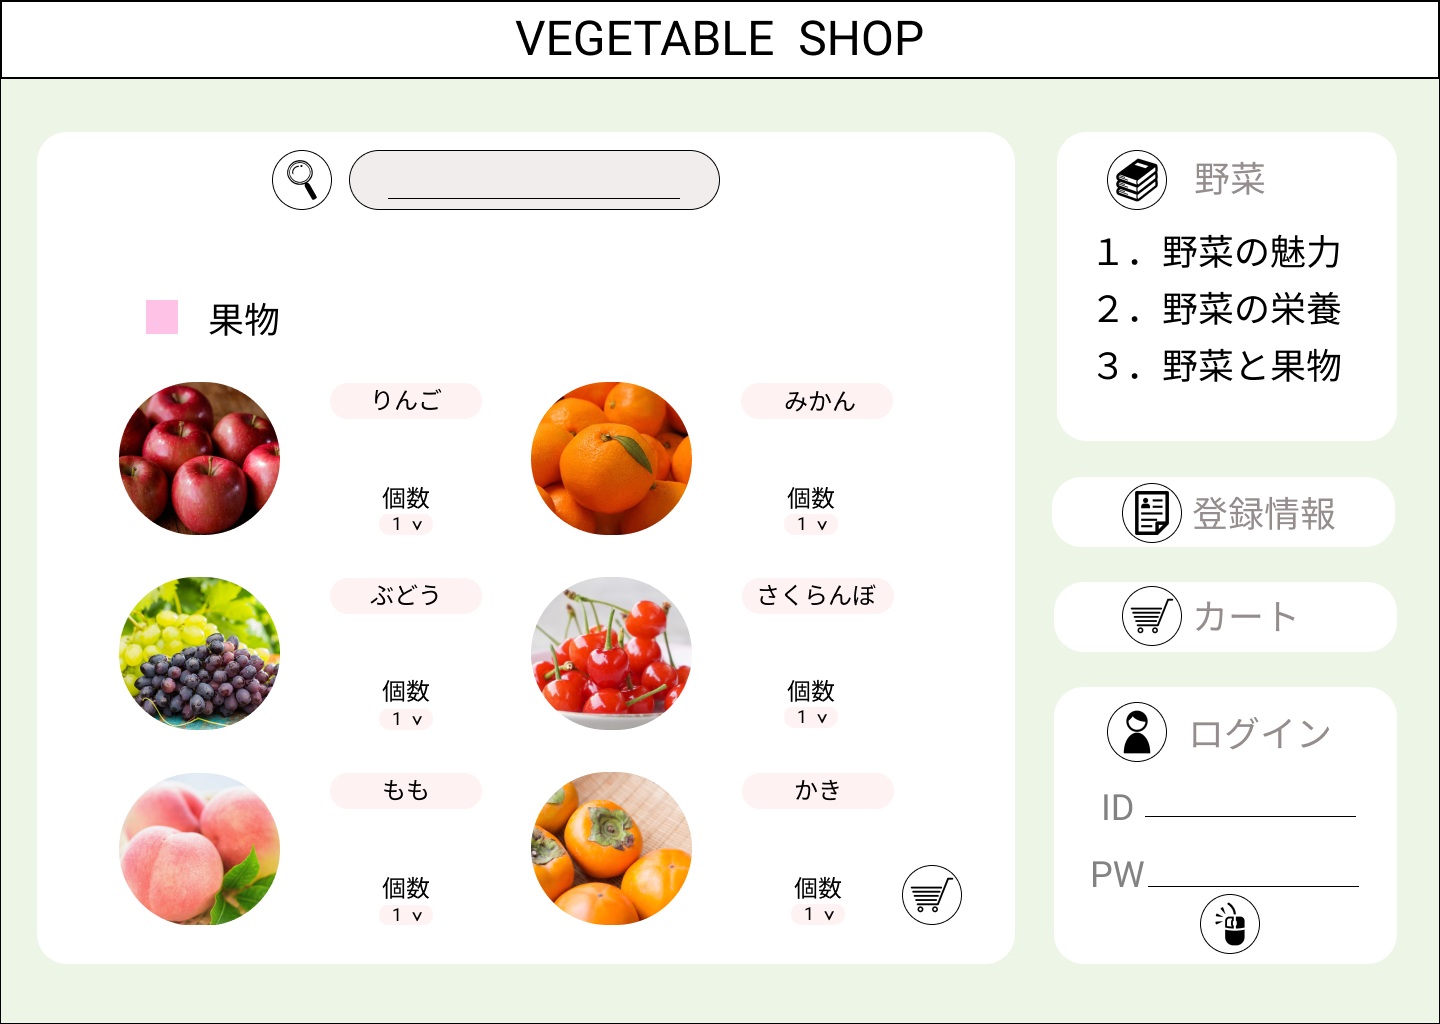 VEGETABLE SHOP
果物
りんご
みかん
個数
1 v
個数
1 v
ぶどう
さくらんぼ
個数
1 v
個数
1 v
もも
かき
個数
1 v
個数
1 v
野菜
１．野菜の魅力
２．野菜の栄養
３．野菜と果物
登録情報
カート
ログイン
ID
PW